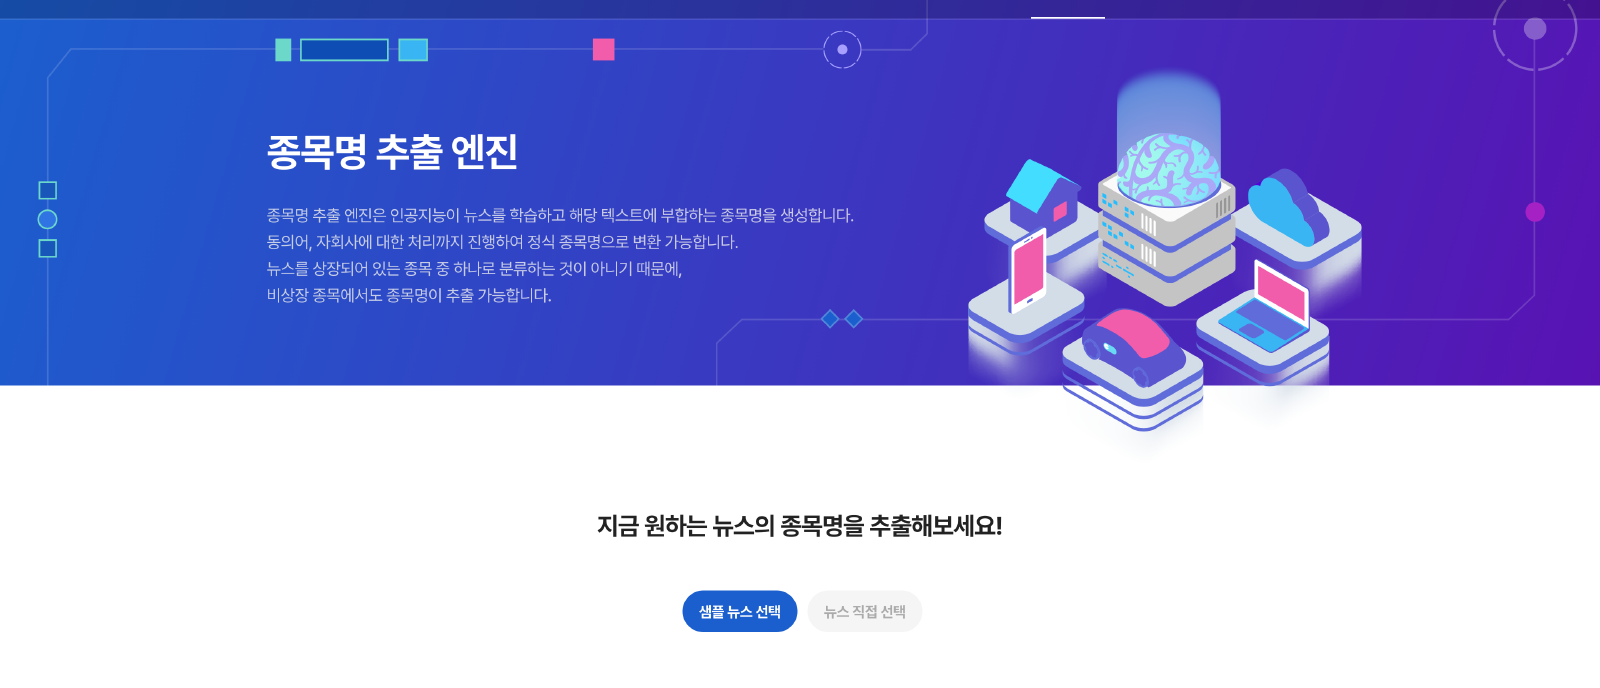 종목명 추출 엔진
종목명 추출 엔진은 인공지능이 뉴스를 학습하고 해당 텍스트에 부합하는 종목명을 생성합니다.
동의어, 자회사에 대한 처리까지 진행하여 정식 종목명으로 변환 가능합니다.
뉴스를 상장되어 있는 종목 중 하나로 분류하는 것이 아니기 때문에,
비상장 종목에서도 종목명이 추출 가능합니다.
지금 원하는 뉴스의 종목명을 추출해보세요!
샘플 뉴스 선택
뉴스 직접 선택